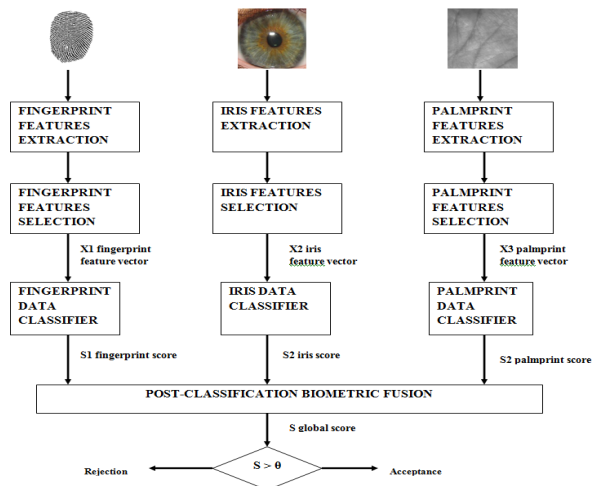 FINGERPRINT
FEATURES
EXTRACTION
IRIS FEATURES
EXTRACTION
PALMPRINT
FEATURES
EXTRACTION
FINGERPRINT
FEATURES
SELECTION
IRIS FEATURES
SELECTION
PALMPRINT
FEATURES
SELECTION
X1 fingerprint
feature vector
X2 iris
feature vector
X3 palmprint
feature vector
FINGERPRINT
DATA
CLASSIFIER
IRIS DATA
CLASSIFIER
PALMPRINT
DATA
CLASSIFIER
S1 fingerprint score
S2 iris score
S2 palmprint score
POST-CLASSIFICATION BIOMETRIC FUSION
S global score
S > θ
Rejection
Acceptance